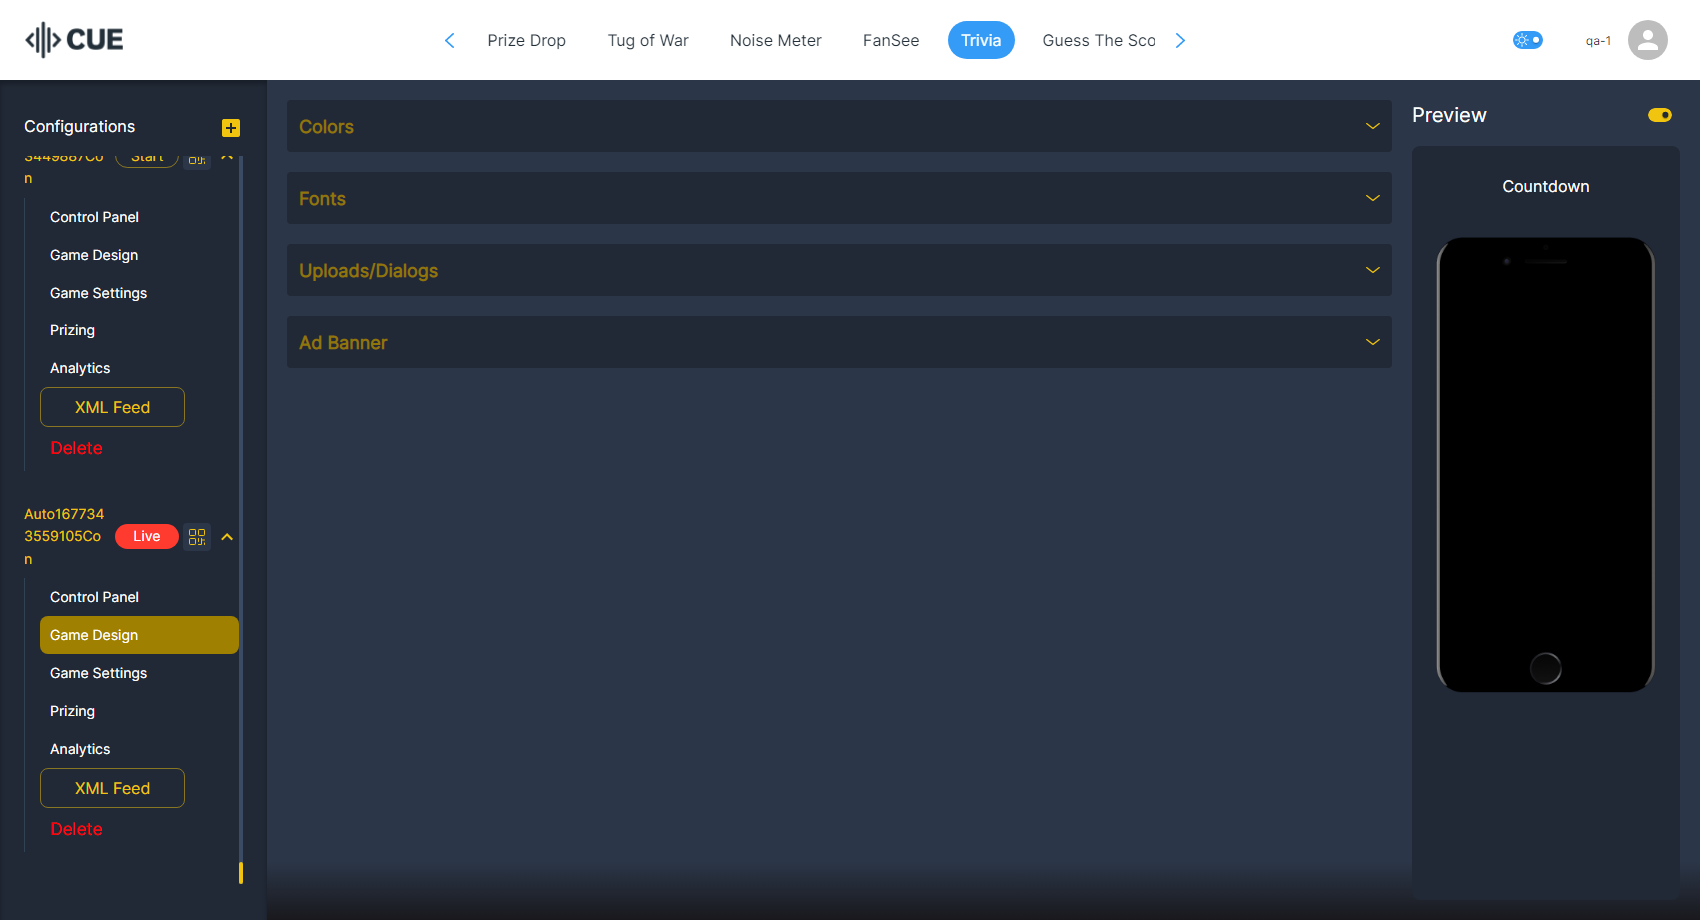 CUE
Prize Drop
Tug of War
Noise Meter
FanSee
Trivia
Guess The Sco
qa-1
Configurations
3449887Co
n
Start
Control Panel
Game Design
Game Settings
Prizing
Analytics
XML Feed
Delete
Auto167734
3559105Co
n
Live
Control Panel
Game Design
Game Settings
Prizing
Analytics
XML Feed
Delete
Colors
Fonts
Uploads/Dialogs
Ad Banner
Preview
Countdown